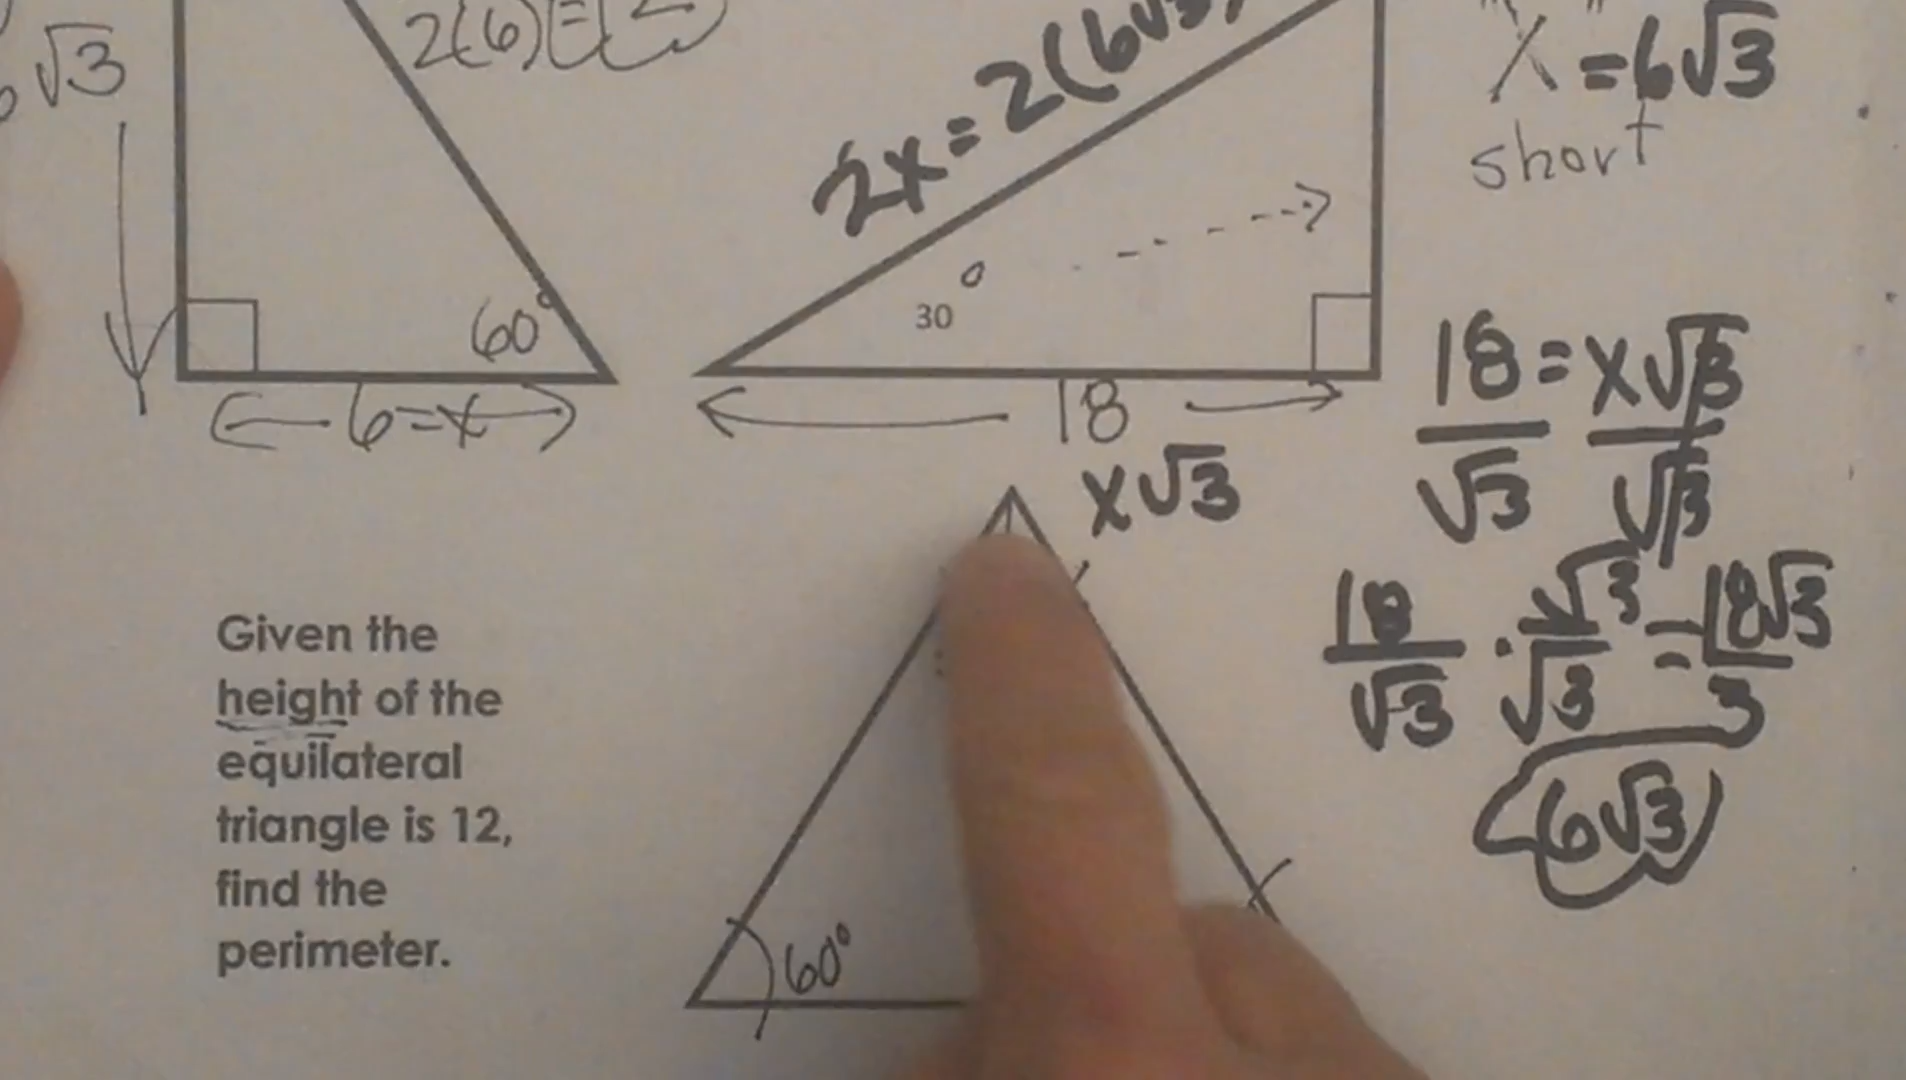 √3
2(6)=12
60°
6=x
2x=2(6√3)
30°
18
x√3
"x"=6√3
short
18=x√3
√3 √3
18/√3 · √3/√3 = 18√3/3
6√3
Given the
height of the
equilateral
triangle is 12,
find the
perimeter.
60°